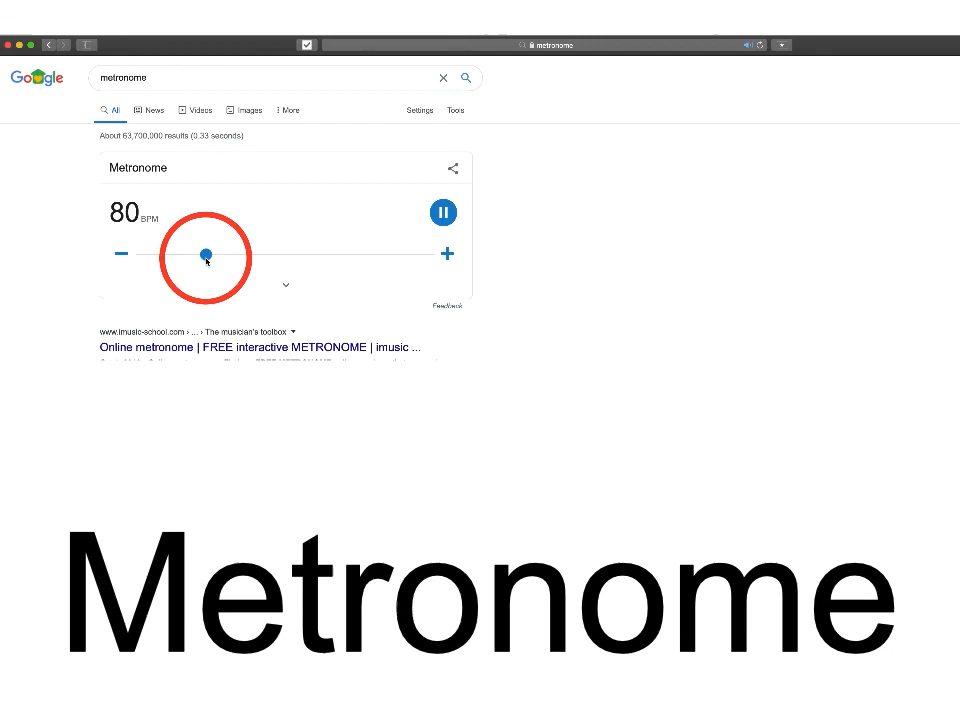 metronome
Google
metronome
All News Videos Images More Settings Tools
About 63,700,000 results (0.33 seconds)
Metronome
80 BPM
Feedback
www.imusic-school.com › ... › The musician's toolbox
Online metronome | FREE interactive METRONOME | imusic ...
Metronome